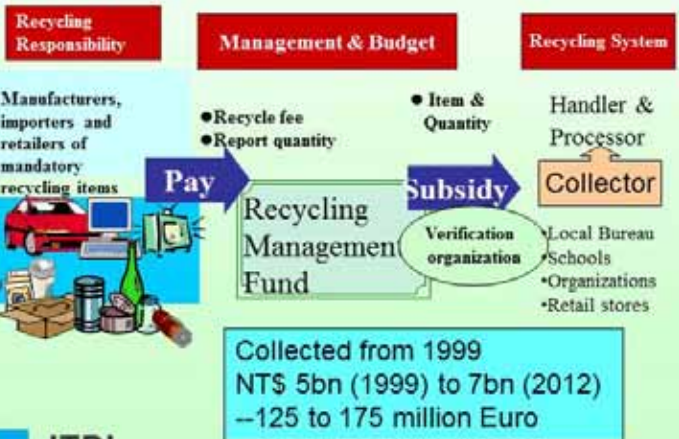 Recycling
Responsibility
Management & Budget
Recycling System
Manufacturers,
importers and
retailers of
mandatory
recycling items
Pay
●Recycle fee
●Report quantity
Recycling
Managemen
Fund
● Item &
Quantity
Subsidy
Verification
organization
Handler &
Processor
Collector
•Local Bureau
•Schools
•Organizations
•Retail stores
Collected from 1999
NT$ 5bn (1999) to 7bn (2012)
--125 to 175 million Euro